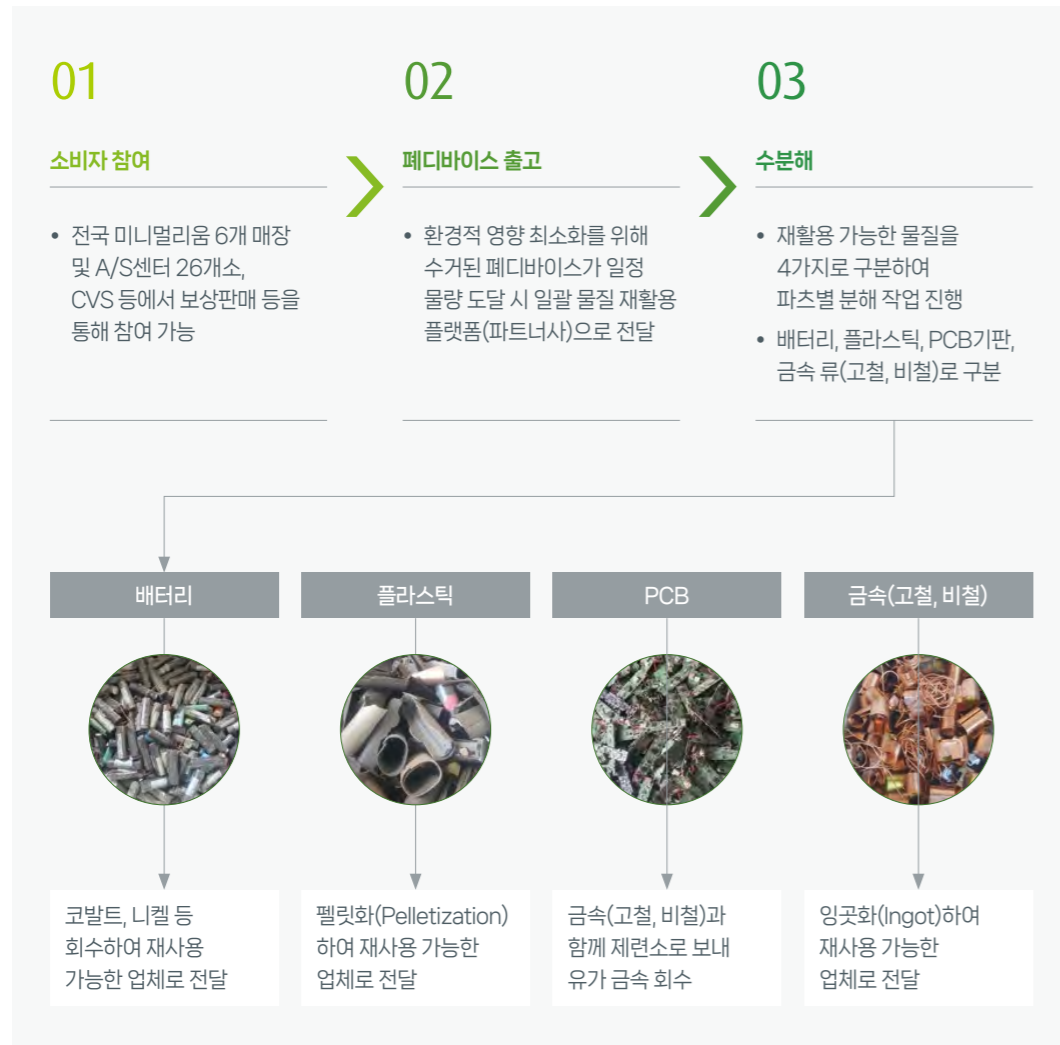 01
소비자 참여
• 전국 미니멀리움 6개 매장
및 A/S센터 26개소,
CVS 등에서 보상판매 등을
통해 참여 가능
02
폐디바이스 출고
• 환경적 영향 최소화를 위해
수거된 폐디바이스가 일정
물량 도달 시 일괄 물질 재활용
플랫폼(파트너사)으로 전달
03
수분해
• 재활용 가능한 물질을
4가지로 구분하여
파츠별 분해 작업 진행
• 배터리, 플라스틱, PCB기판,
금속 류(고철, 비철)로 구분
배터리
코발트, 니켈 등
회수하여 재사용
가능한 업체로 전달
플라스틱
펠릿화(Pelletization)
하여 재사용 가능한
업체로 전달
PCB
금속(고철, 비철)과
함께 제련소로 보내
유가 금속 회수
금속(고철, 비철)
잉곳화(Ingot)하여
재사용 가능한
업체로 전달